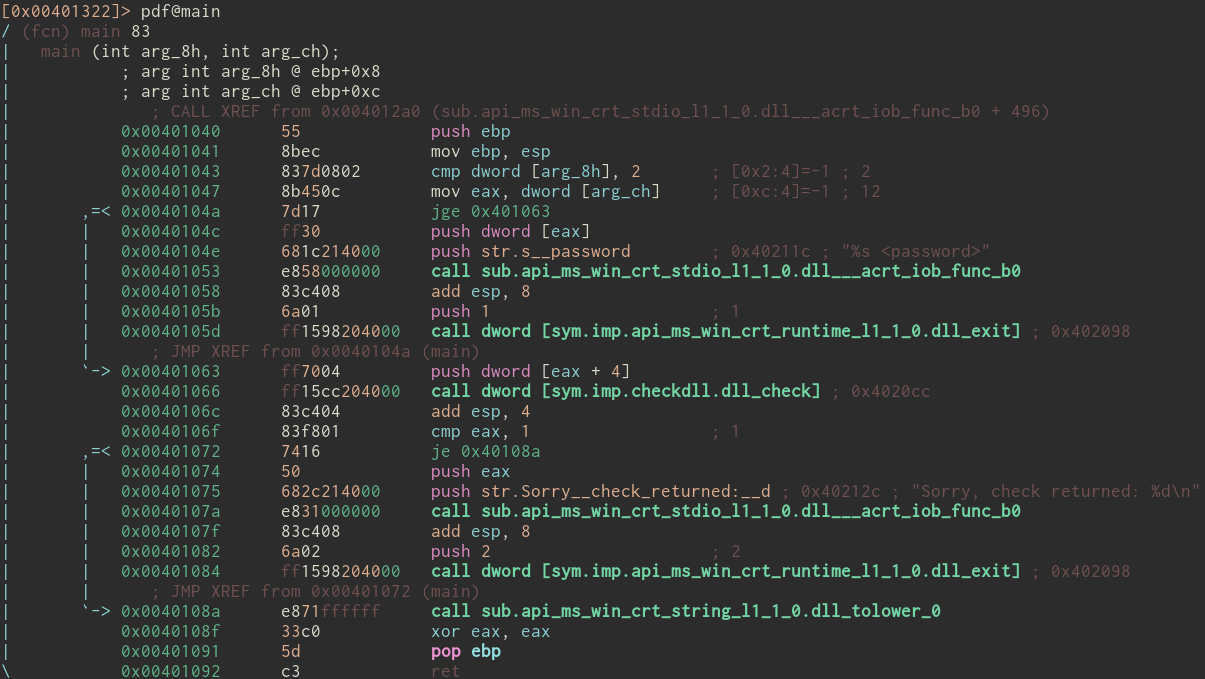 [0x00401322]> pdf@main
/ (fcn) main 83
|   main (int arg_8h, int arg_ch);
|           ; arg int arg_8h @ ebp+0x8
|           ; arg int arg_ch @ ebp+0xc
|              ; CALL XREF from 0x004012a0 (sub.api_ms_win_crt_stdio_l1_1_0.dll___acrt_iob_func_b0 + 496)
|           0x00401040      55             push ebp
|           0x00401041      8bec           mov ebp, esp
|           0x00401043      837d0802       cmp dword [arg_8h], 2       ; [0x2:4]=-1 ; 2
|           0x00401047      8b450c         mov eax, dword [arg_ch]     ; [0xc:4]=-1 ; 12
|       ,=< 0x0040104a      7d17           jge 0x401063
|       |   0x0040104c      ff30           push dword [eax]
|       |   0x0040104e      681c214000     push str.s__password        ; 0x40211c ; "%s <password>"
|       |   0x00401053      e858000000     call sub.api_ms_win_crt_stdio_l1_1_0.dll___acrt_iob_func_b0
|       |   0x00401058      83c408         add esp, 8
|       |   0x0040105b      6a01           push 1                      ; 1
|       |   0x0040105d      ff1598204000   call dword [sym.imp.api_ms_win_crt_runtime_l1_1_0.dll_exit] ; 0x402098
|       |      ; JMP XREF from 0x0040104a (main)
|       `-> 0x00401063      ff7004         push dword [eax + 4]
|           0x00401066      ff15cc204000   call dword [sym.imp.checkdll.dll_check] ; 0x4020cc
|           0x0040106c      83c404         add esp, 4
|           0x0040106f      83f801         cmp eax, 1                  ; 1
|       ,=< 0x00401072      7416           je 0x40108a
|       |   0x00401074      50             push eax
|       |   0x00401075      682c214000     push str.Sorry__check_returned:__d ; 0x40212c ; "Sorry, check returned: %d\n"
|       |   0x0040107a      e831000000     call sub.api_ms_win_crt_stdio_l1_1_0.dll___acrt_iob_func_b0
|       |   0x0040107f      83c408         add esp, 8
|       |   0x00401082      6a02           push 2                      ; 2
|       |   0x00401084      ff1598204000   call dword [sym.imp.api_ms_win_crt_runtime_l1_1_0.dll_exit] ; 0x402098
|       |      ; JMP XREF from 0x00401072 (main)
|       `-> 0x0040108a      e871ffffff     call sub.api_ms_win_crt_string_l1_1_0.dll_tolower_0
|           0x0040108f      33c0           xor eax, eax
|           0x00401091      5d             pop ebp
\           0x00401092      c3             ret